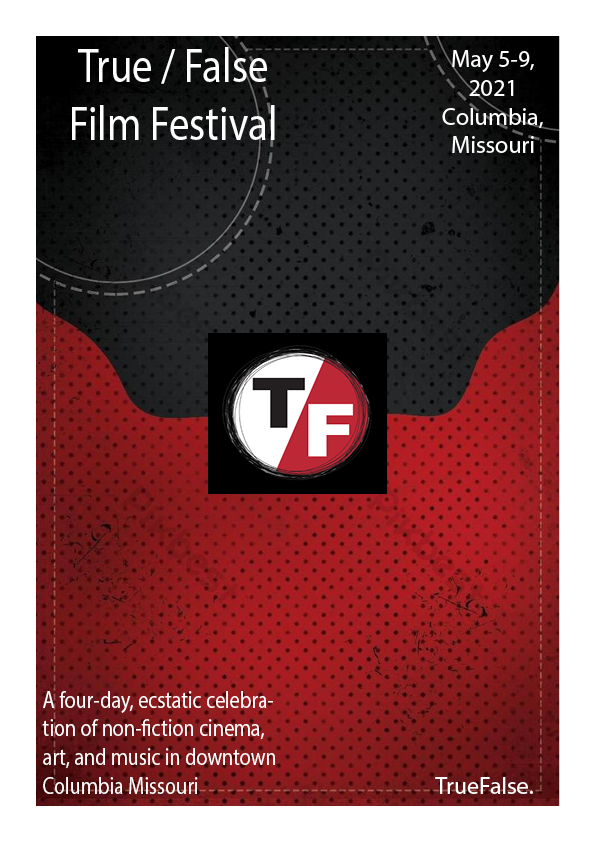 True / False
Film Festival
May 5-9,
2021
Columbia,
Missouri
T/F
A four-day, ecstatic celebra-
tion of non-fiction cinema,
art, and music in downtown
Columbia Missouri
TrueFalse.